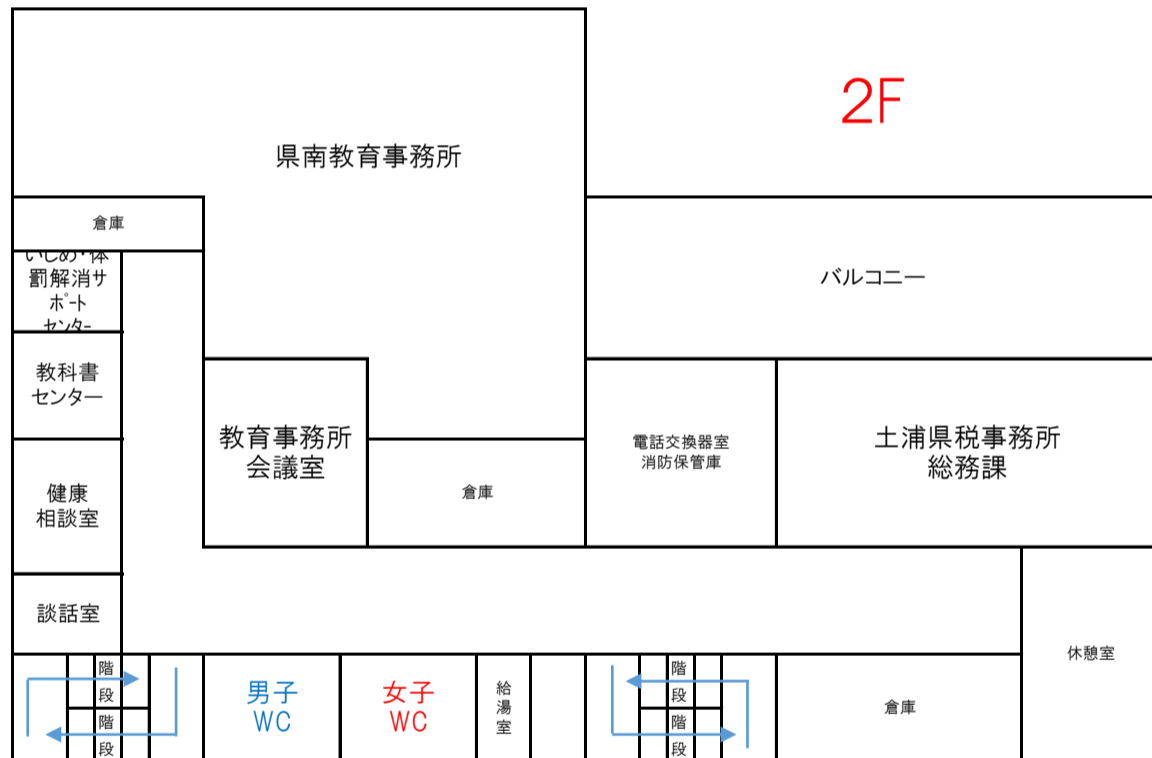 2F
県南教育事務所
倉庫
バルコニー
いじめ・体
罰解消サ
ポート
センター
教科書
センター
教育事務所
会議室
電話交換器室
消防保管庫
土浦県税事務所
総務課
倉庫
健康
相談室
談話室
休憩室
階
段
階
段
男子
WC
女子
WC
給
湯
室
階
段
階
段
倉庫